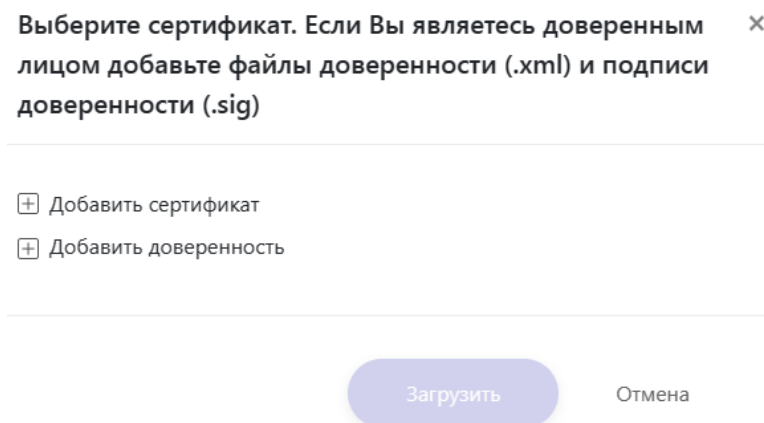 Выберите сертификат. Если Вы являетесь доверенным
лицом добавьте файлы доверенности (.xml) и подписи
доверенности (.sig)
Добавить сертификат
Добавить доверенность
Загрузить Отмена